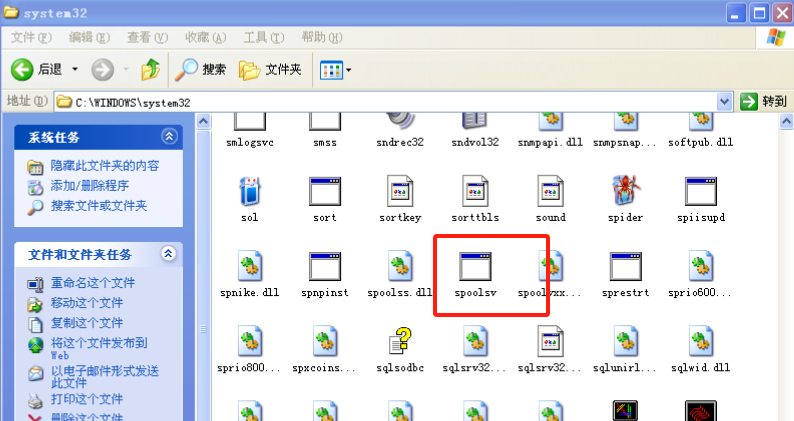 system32
文件(F) 编辑(E) 查看(V) 收藏(A) 工具(T) 帮助(H)
后退 搜索 文件夹
地址(D) C:\WINDOWS\system32 转到
系统任务
隐藏此文件夹的内容
添加/删除程序
搜索文件或文件夹
文件和文件夹任务
重命名这个文件
移动这个文件
复制这个文件
将这个文件发布到
Web
以电子邮件形式发送
此文件
打印这个文件
删除这个文件
smlogsvc smss sndrec32 sndvol32 snmpapi.dll snmpsnap... softpub.dll
sol sort sortkey sorttbls sound spider spiisupd
spnike.dll spnpinst spoolss.dll spoolsv spoolvxx... sprestrt sprio600...
sprio800... spxcoins... sqlsodbc sqlsrv32... sqlsrv32... sqlunirl... sqlwid.dll